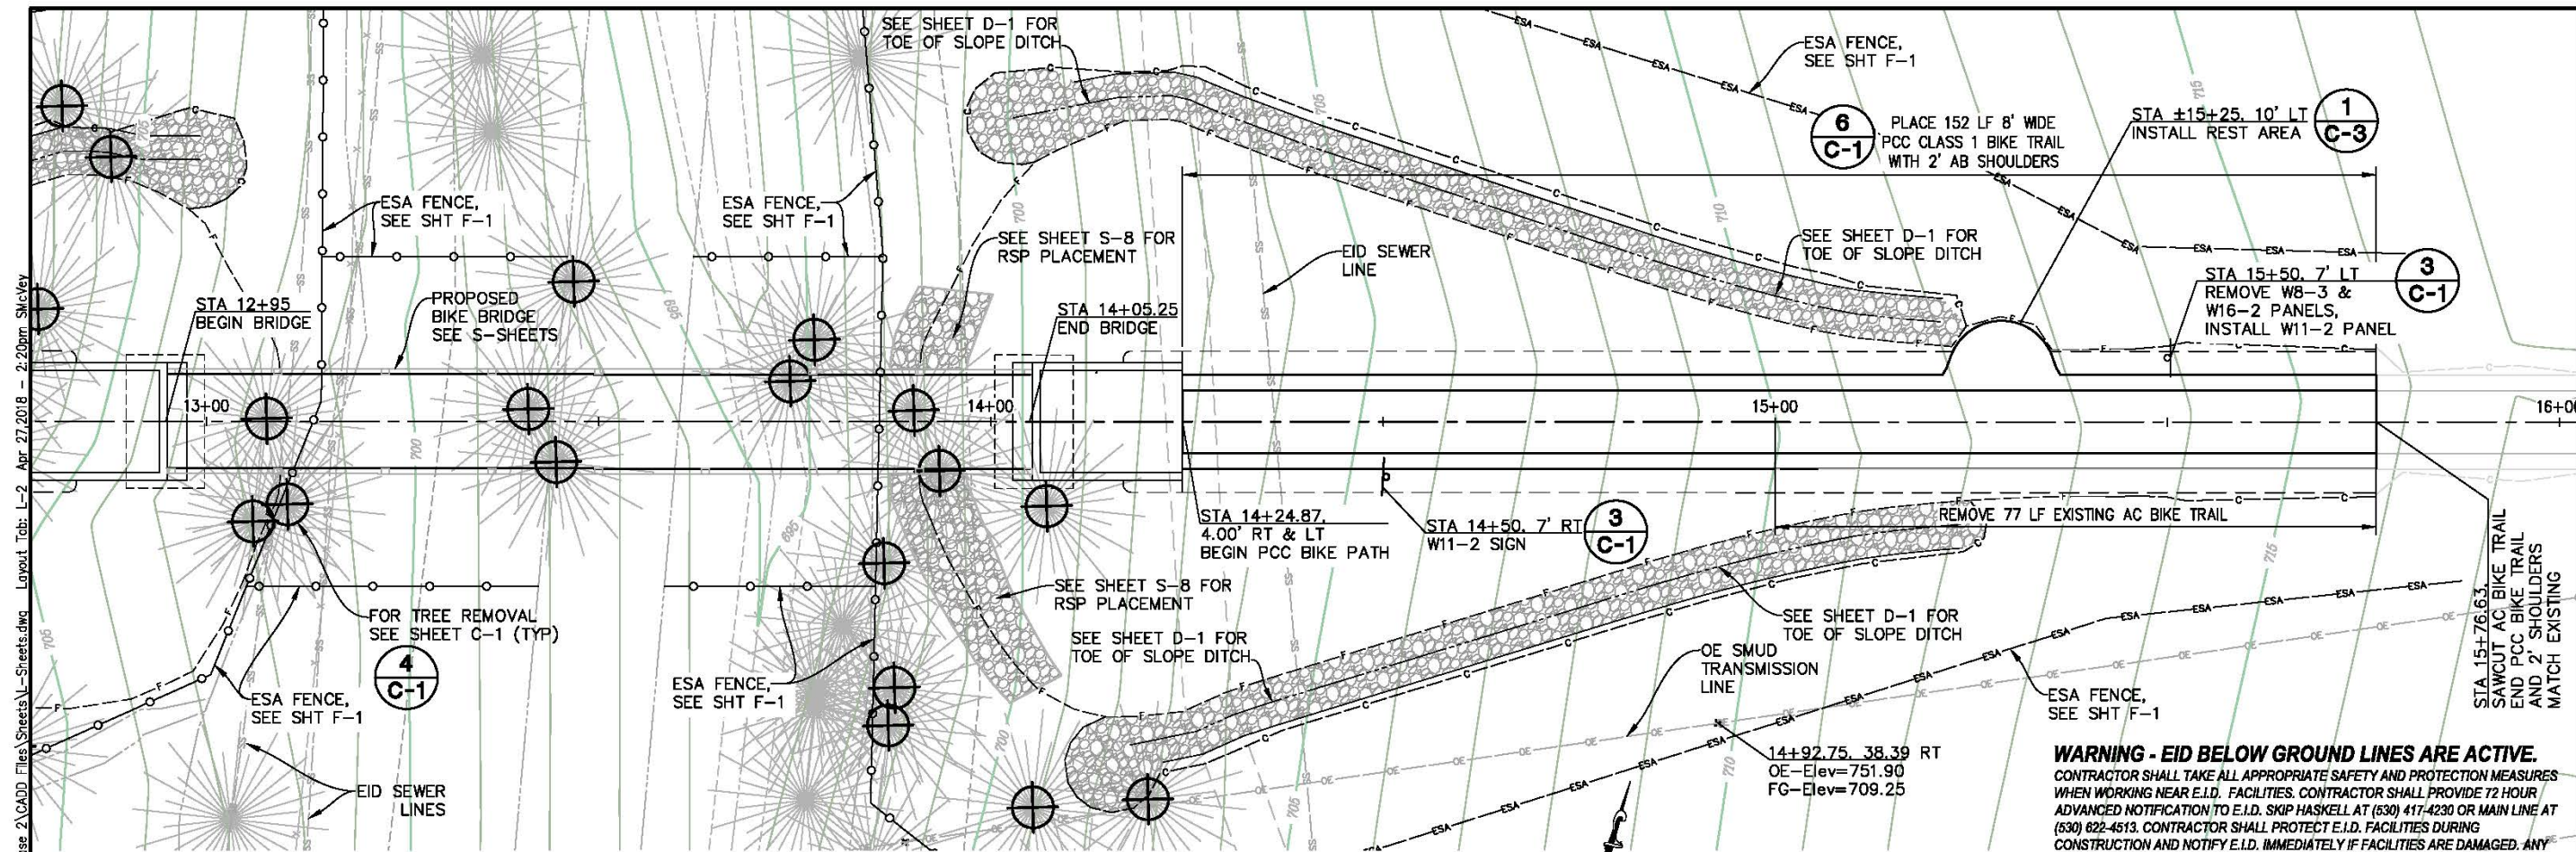 SEE SHEET D-1 FOR
TOE OF SLOPE DITCH
ESA FENCE,
SEE SHT F-1
6
C-1
PLACE 152 LF 8' WIDE
PCC CLASS 1 BIKE TRAIL
WITH 2' AB SHOULDERS
STA ±15+25, 10' LT
INSTALL REST AREA
1
C-3
ESA FENCE,
SEE SHT F-1
ESA FENCE,
SEE SHT F-1
SEE SHEET S-8 FOR
RSP PLACEMENT
EID SEWER
LINE
SEE SHEET D-1 FOR
TOE OF SLOPE DITCH
STA 15+50, 7' LT
REMOVE W8-3 &
W16-2 PANELS,
INSTALL W11-2 PANEL
3
C-1
STA 12+95
BEGIN BRIDGE
PROPOSED
BIKE BRIDGE
SEE S-SHEETS
STA 14+05.25
END BRIDGE
13+00
14+00
15+00
16+00
700
695
705
710
715
STA 14+24.87,
4.00' RT & LT
BEGIN PCC BIKE PATH
STA 14+50, 7' RT
W11-2 SIGN
3
C-1
REMOVE 77 LF EXISTING AC BIKE TRAIL
STA 15+76.63,
SAWCUT AC BIKE TRAIL
END PCC BIKE TRAIL
AND 2' SHOULDERS
MATCH EXISTING
FOR TREE REMOVAL
SEE SHEET C-1 (TYP)
4
C-1
SEE SHEET S-8 FOR
RSP PLACEMENT
SEE SHEET D-1 FOR
TOE OF SLOPE DITCH
SEE SHEET D-1 FOR
TOE OF SLOPE DITCH
ESA FENCE,
SEE SHT F-1
ESA FENCE,
SEE SHT F-1
OE SMUD
TRANSMISSION
LINE
ESA FENCE,
SEE SHT F-1
EID SEWER
LINES
14+92.75, 38.39 RT
OE-Elev=751.90
FG-Elev=709.25
WARNING - EID BELOW GROUND LINES ARE ACTIVE.
CONTRACTOR SHALL TAKE ALL APPROPRIATE SAFETY AND PROTECTION MEASURES
WHEN WORKING NEAR E.I.D. FACILITIES. CONTRACTOR SHALL PROVIDE 72 HOUR
ADVANCED NOTIFICATION TO E.I.D. SKIP HASKELL AT (530) 417-4230 OR MAIN LINE AT
(530) 622-4513. CONTRACTOR SHALL PROTECT E.I.D. FACILITIES DURING
CONSTRUCTION AND NOTIFY E.I.D. IMMEDIATELY IF FACILITIES ARE DAMAGED. ANY
se 2\CADD Files\Sheets\L-Sheets.dwg Layout Tab: L-2 Apr 27,2018 - 2:20pm SMcVey